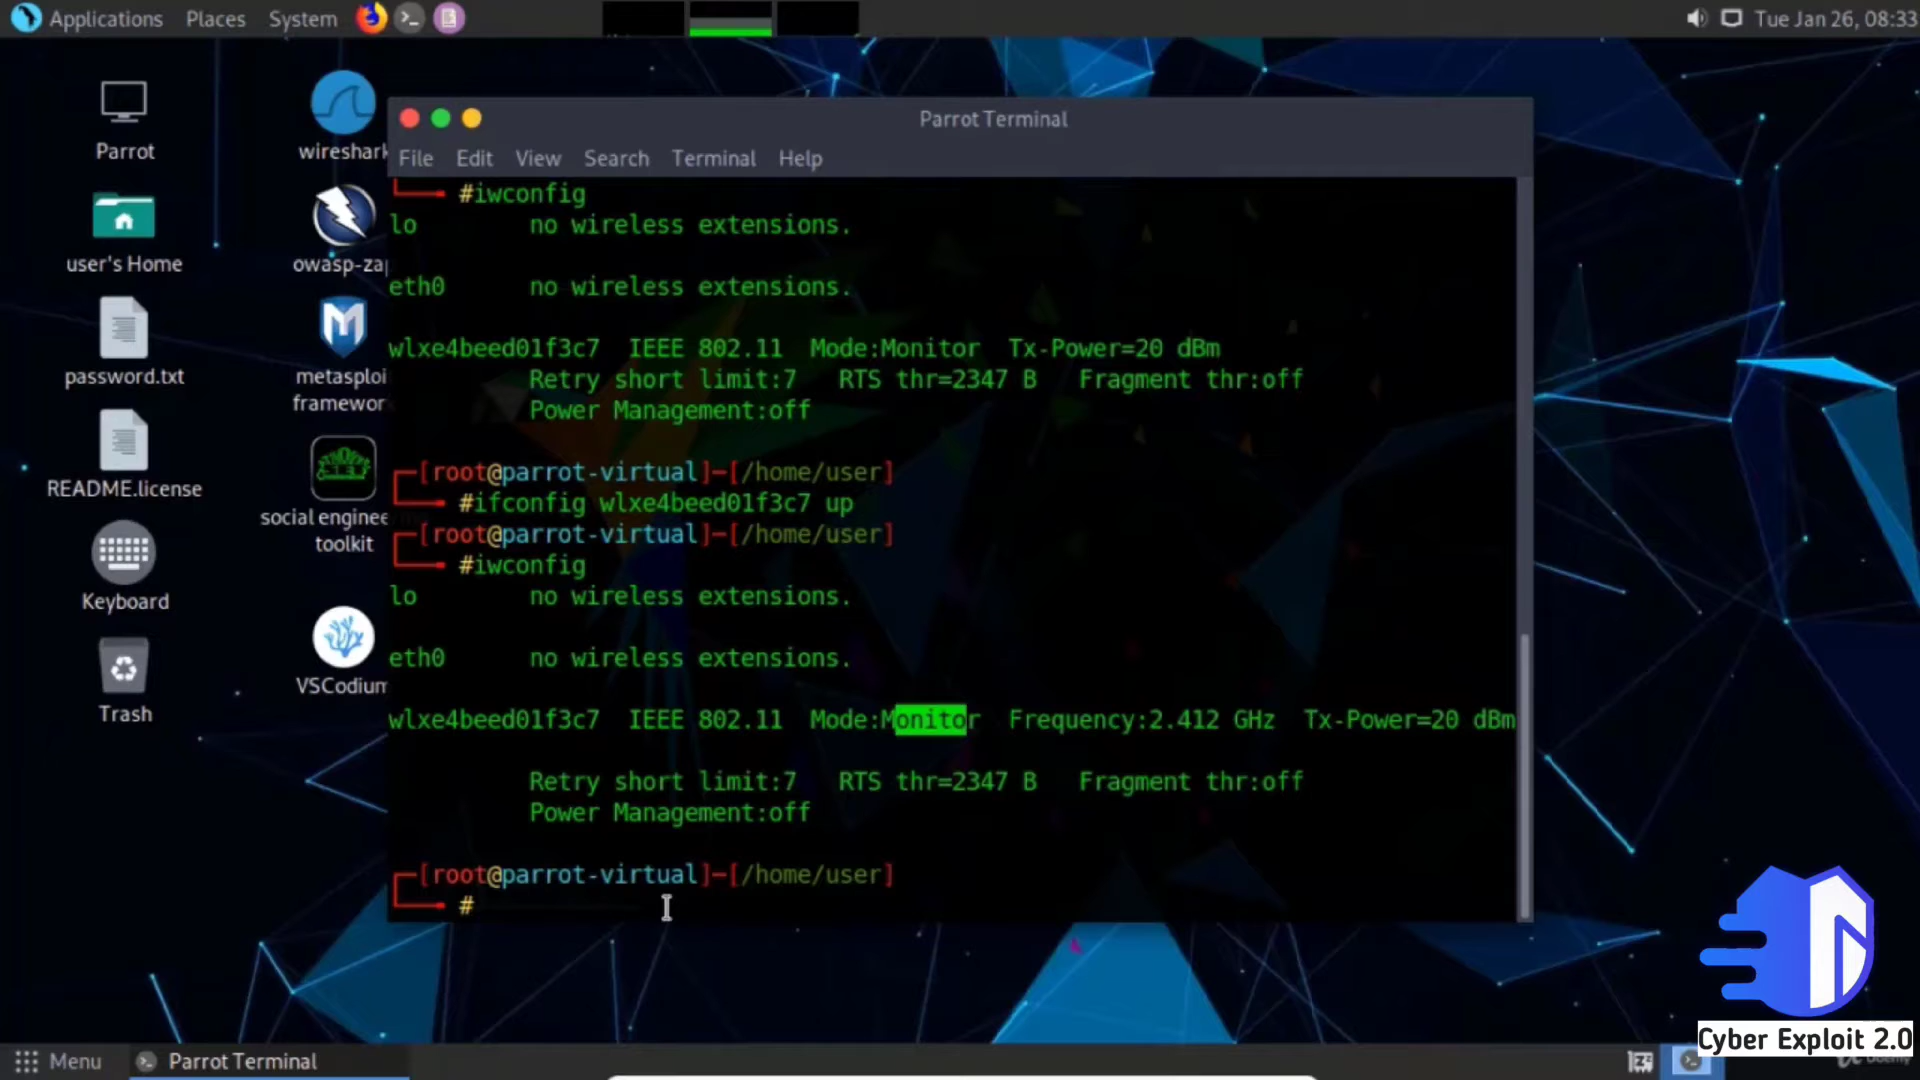 Applications Places System Tue Jan 26, 08:33
Parrot
wireshark
user's Home
owasp-zap
password.txt
metasploi
framewor
README.license
social enginee
toolkit
Keyboard
VSCodium
Trash
Parrot Terminal
File Edit View Search Terminal Help
#iwconfig
lo no wireless extensions.
eth0 no wireless extensions.
wlxe4beed01f3c7 IEEE 802.11 Mode:Monitor Tx-Power=20 dBm
Retry short limit:7 RTS thr=2347 B Fragment thr:off
Power Management:off
[root@parrot-virtual]─[/home/user]
#ifconfig wlxe4beed01f3c7 up
[root@parrot-virtual]─[/home/user]
#iwconfig
lo no wireless extensions.
eth0 no wireless extensions.
wlxe4beed01f3c7 IEEE 802.11 Mode:Monitor Frequency:2.412 GHz Tx-Power=20 dBm
Retry short limit:7 RTS thr=2347 B Fragment thr:off
Power Management:off
[root@parrot-virtual]─[/home/user]
#
Cyber Exploit 2.0
Menu Parrot Terminal